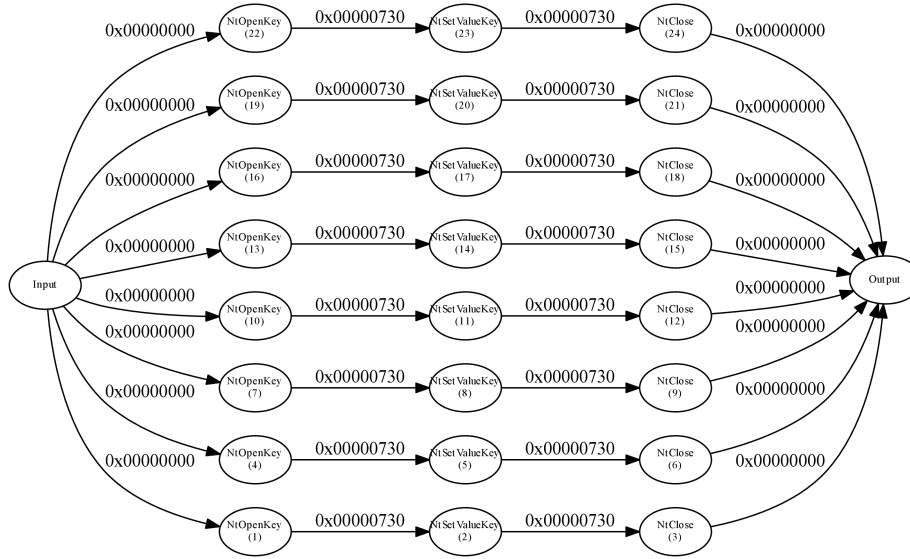 0x00000000
NtOpenKey
(22)
0x00000730
NtSetValueKey
(23)
0x00000730
NtClose
(24)
0x00000000
0x00000000
NtOpenKey
(19)
0x00000730
NtSetValueKey
(20)
0x00000730
NtClose
(21)
0x00000000
0x00000000
NtOpenKey
(16)
0x00000730
NtSetValueKey
(17)
0x00000730
NtClose
(18)
0x00000000
0x00000000
NtOpenKey
(13)
0x00000730
NtSetValueKey
(14)
0x00000730
NtClose
(15)
0x00000000
Input
Output
0x00000000
NtOpenKey
(10)
0x00000730
NtSetValueKey
(11)
0x00000730
NtClose
(12)
0x00000000
0x00000000
NtOpenKey
(7)
0x00000730
NtSetValueKey
(8)
0x00000730
NtClose
(9)
0x00000000
0x00000000
NtOpenKey
(4)
0x00000730
NtSetValueKey
(5)
0x00000730
NtClose
(6)
0x00000000
0x00000000
NtOpenKey
(1)
0x00000730
NtSetValueKey
(2)
0x00000730
NtClose
(3)
0x00000000